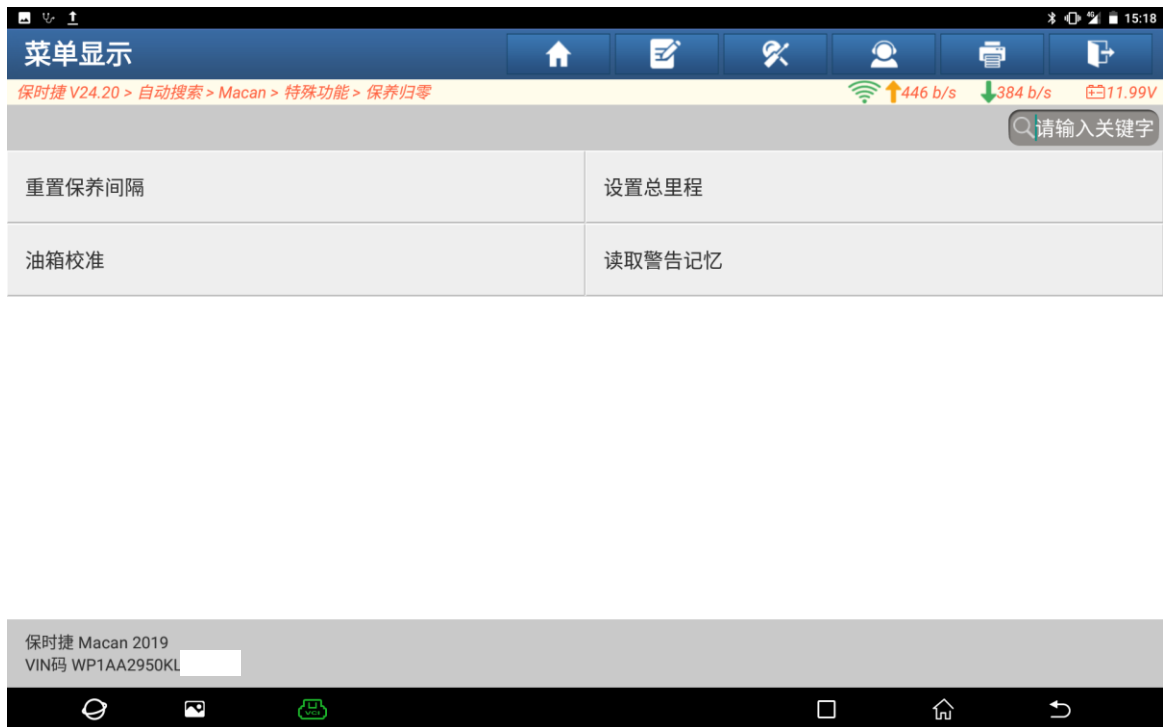 4G 15:18
菜单显示
保时捷 V24.20 > 自动搜索 > Macan > 特殊功能 > 保养归零 446 b/s 384 b/s 11.99V
请输入关键字
重置保养间隔 设置总里程
油箱校准 读取警告记忆
保时捷 Macan 2019
VIN码 WP1AA2950KL
VCI